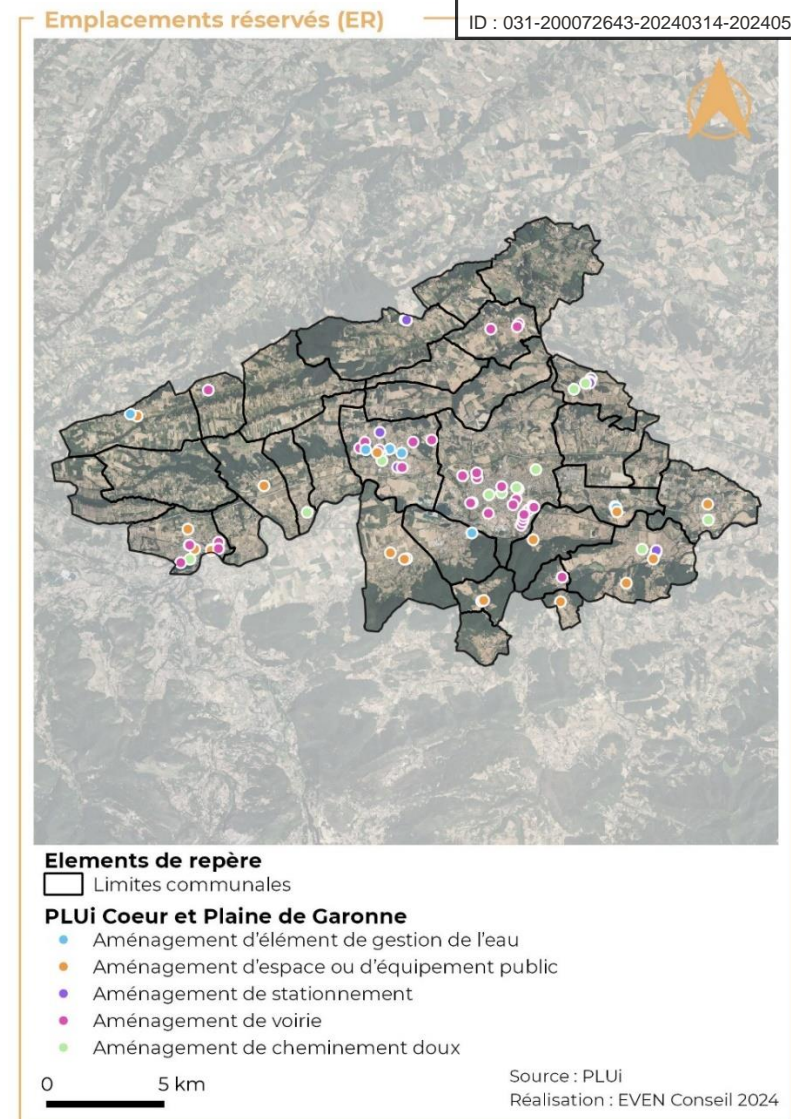 Emplacements réservés (ER)
ID : 031-200072643-20240314-202405
Elements de repère
Limites communales
PLUi Coeur et Plaine de Garonne
Aménagement d'élément de gestion de l'eau
Aménagement d'espace ou d'équipement public
Aménagement de stationnement
Aménagement de voirie
Aménagement de cheminement doux
0 5 km
Source : PLUi
Réalisation : EVEN Conseil 2024